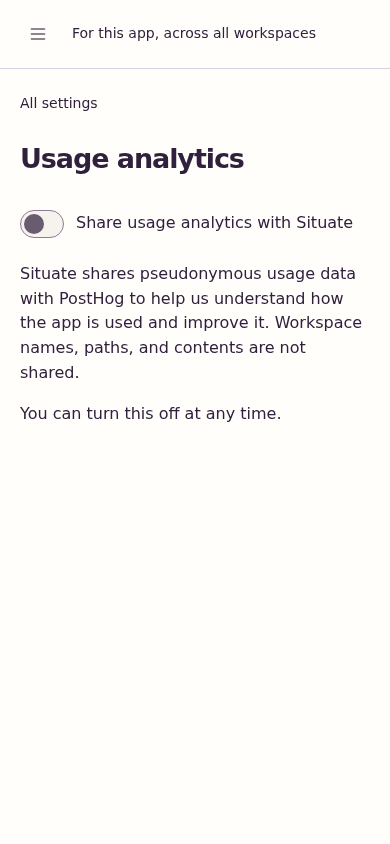 For this app, across all workspaces
All settings
Usage analytics
Share usage analytics with Situate
Situate shares pseudonymous usage data
with PostHog to help us understand how
the app is used and improve it. Workspace
names, paths, and contents are not
shared.
You can turn this off at any time.